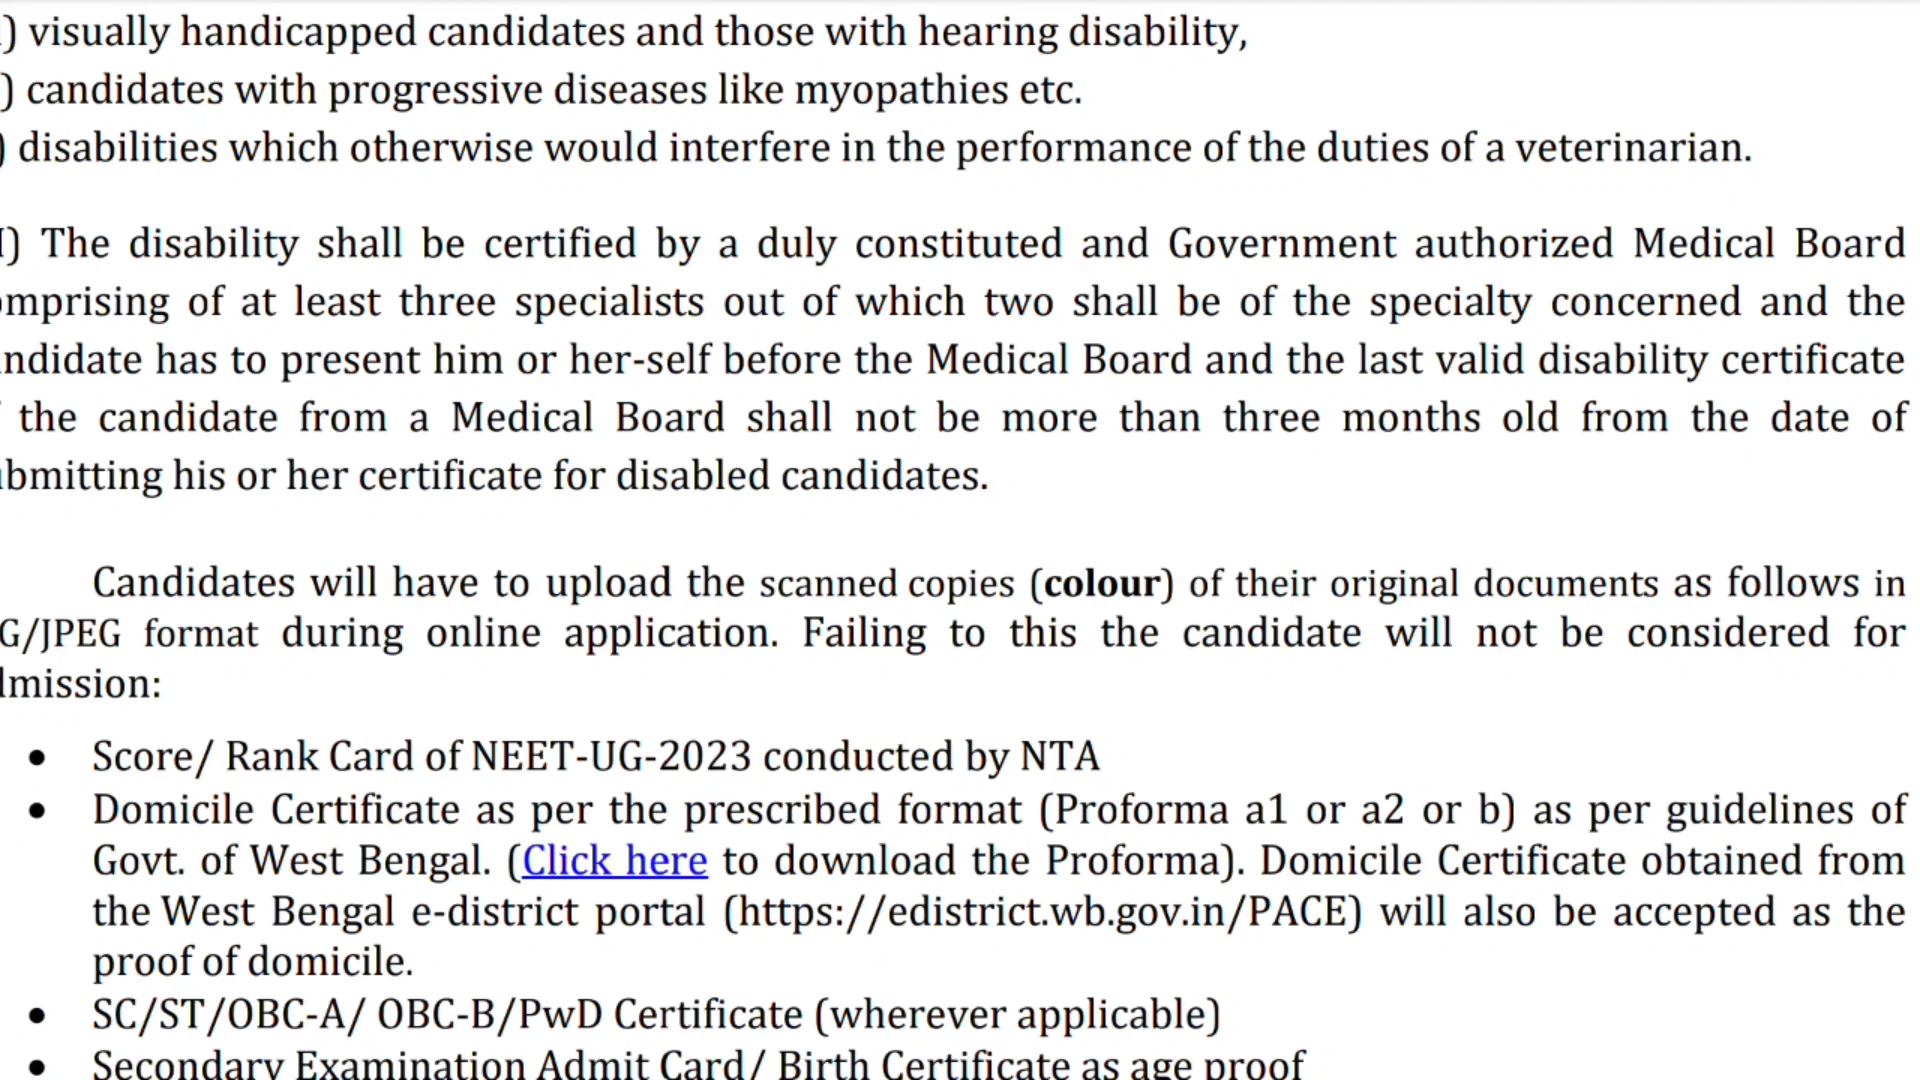 ) visually handicapped candidates and those with hearing disability,
) candidates with progressive diseases like myopathies etc.
) disabilities which otherwise would interfere in the performance of the duties of a veterinarian.
) The disability shall be certified by a duly constituted and Government authorized Medical Board
mprising of at least three specialists out of which two shall be of the specialty concerned and the
ndidate has to present him or her-self before the Medical Board and the last valid disability certificate
the candidate from a Medical Board shall not be more than three months old from the date of
bmitting his or her certificate for disabled candidates.
Candidates will have to upload the scanned copies (colour) of their original documents as follows in
G/JPEG format during online application. Failing to this the candidate will not be considered for
lmission:
• Score/ Rank Card of NEET-UG-2023 conducted by NTA
• Domicile Certificate as per the prescribed format (Proforma a1 or a2 or b) as per guidelines of
Govt. of West Bengal. (Click here to download the Proforma). Domicile Certificate obtained from
the West Bengal e-district portal (https://edistrict.wb.gov.in/PACE) will also be accepted as the
proof of domicile.
• SC/ST/OBC-A/ OBC-B/PwD Certificate (wherever applicable)
• Secondary Examination Admit Card/ Birth Certificate as age proof